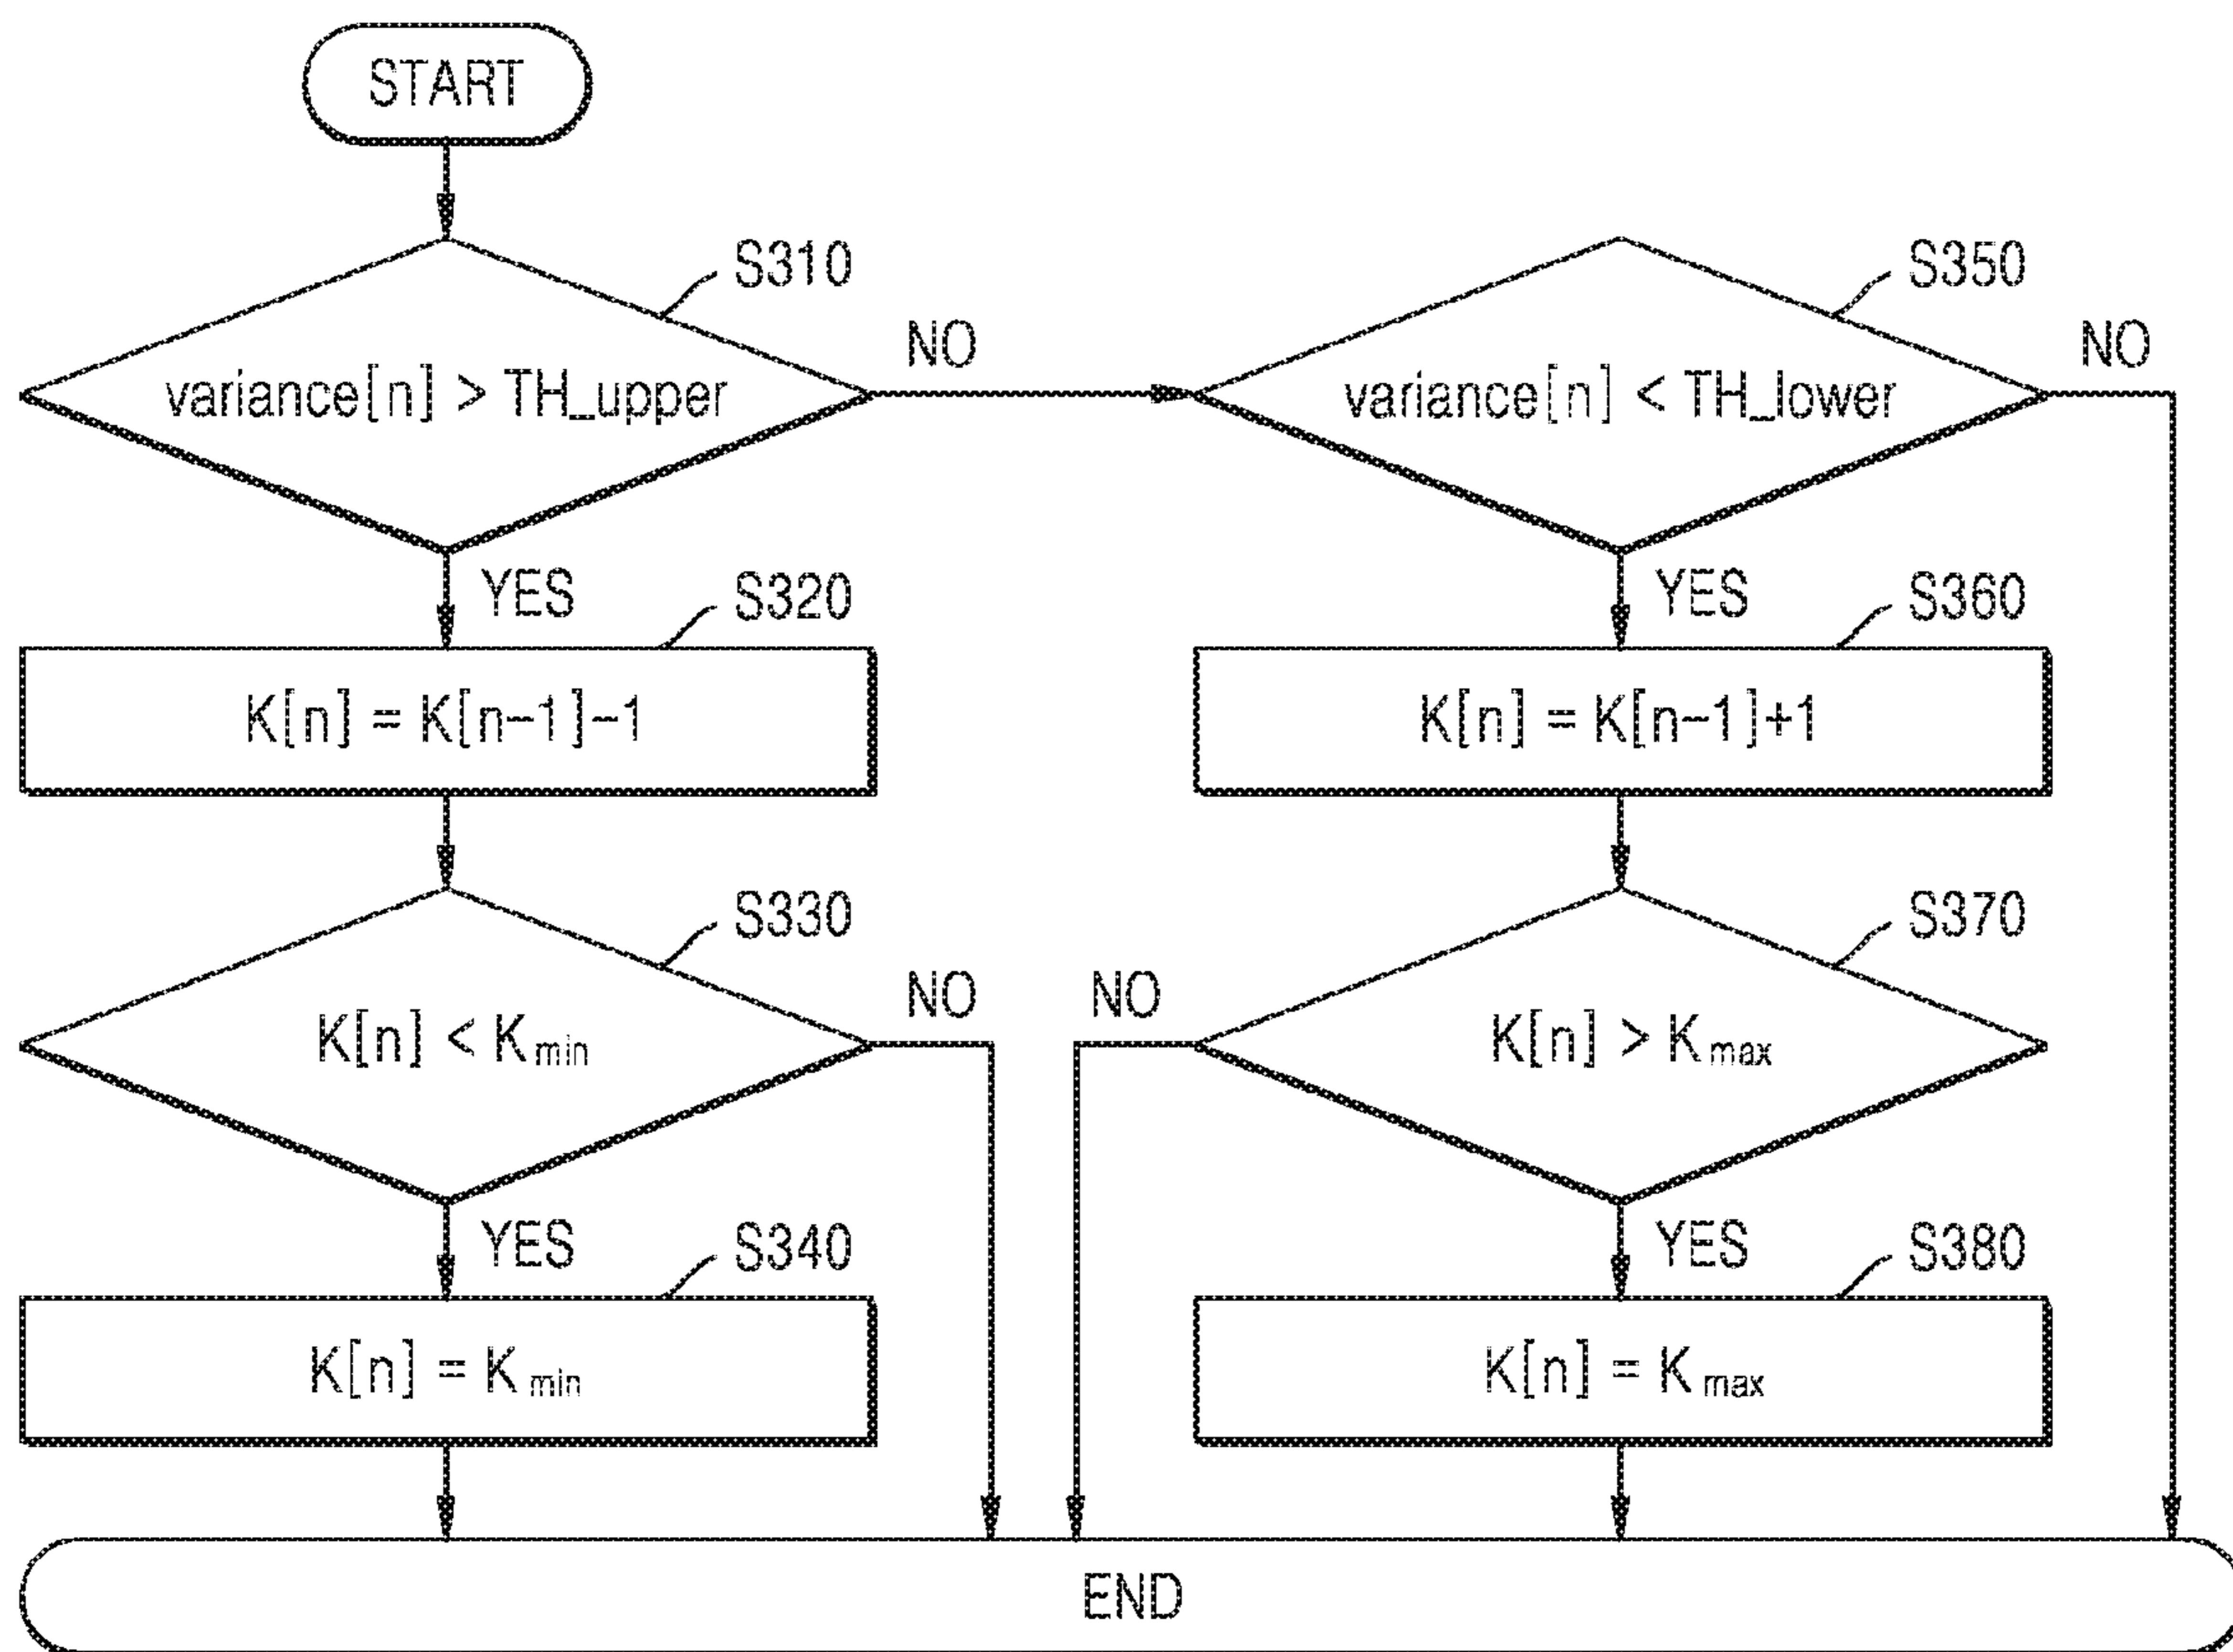 START
S310
variance[n] > TH_upper
NO
YES
S320
K[n] = K[n-1]-1
S330
K[n] < Kmin
NO
YES
S340
K[n] = Kmin
S350
variance[n] < TH_lower
NO
YES
S360
K[n] = K[n-1]+1
S370
K[n] > Kmax
NO
YES
S380
K[n] = Kmax
END